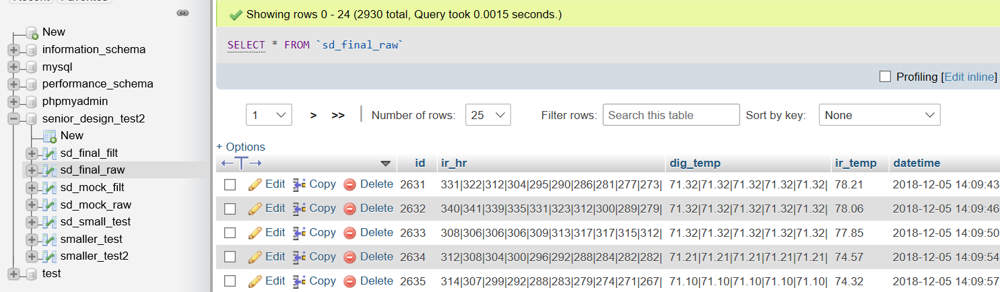 Recent Favorites
New
information_schema
mysql
performance_schema
phpmyadmin
senior_design_test2
New
sd_final_filt
sd_final_raw
sd_mock_filt
sd_mock_raw
sd_small_test
smaller_test
smaller_test2
test
Showing rows 0 - 24 (2930 total, Query took 0.0015 seconds.)
SELECT * FROM `sd_final_raw`
Profiling [Edit inline]
1 > >> | Number of rows: 25 Filter rows: Search this table Sort by key: None
+ Options
←T→ id ir_hr dig_temp ir_temp datetime
Edit Copy Delete 2631 331|322|312|304|295|290|286|281|277|273| 71.32|71.32|71.32|71.32|71.32| 78.21 2018-12-05 14:09:43
Edit Copy Delete 2632 340|341|339|335|331|323|312|300|289|279| 71.32|71.32|71.32|71.32|71.32| 78.06 2018-12-05 14:09:46
Edit Copy Delete 2633 308|306|306|306|309|313|317|317|315|312| 71.32|71.32|71.32|71.32|71.32| 77.85 2018-12-05 14:09:50
Edit Copy Delete 2634 312|308|304|300|296|292|288|284|282|282| 71.21|71.21|71.21|71.21|71.21| 74.57 2018-12-05 14:09:54
Edit Copy Delete 2635 314|307|299|292|288|283|279|274|271|267| 71.10|71.10|71.10|71.10|71.10| 74.32 2018-12-05 14:09:57